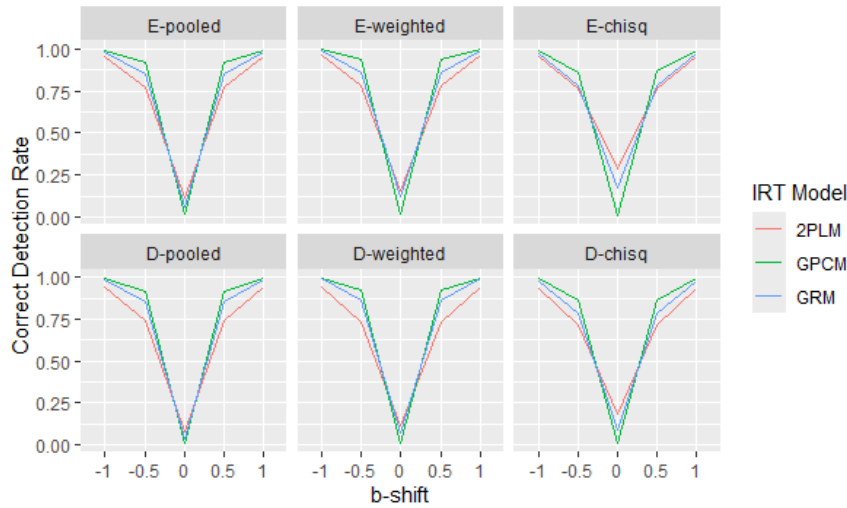 E-pooled E-weighted E-chisq
1.00
0.75
0.50
0.25
0.00
D-pooled D-weighted D-chisq
1.00
0.75
0.50
0.25
0.00
-1 -0.5 0 0.5 1 -1 -0.5 0 0.5 1 -1 -0.5 0 0.5 1
b-shift
Correct Detection Rate
IRT Model
2PLM
GPCM
GRM